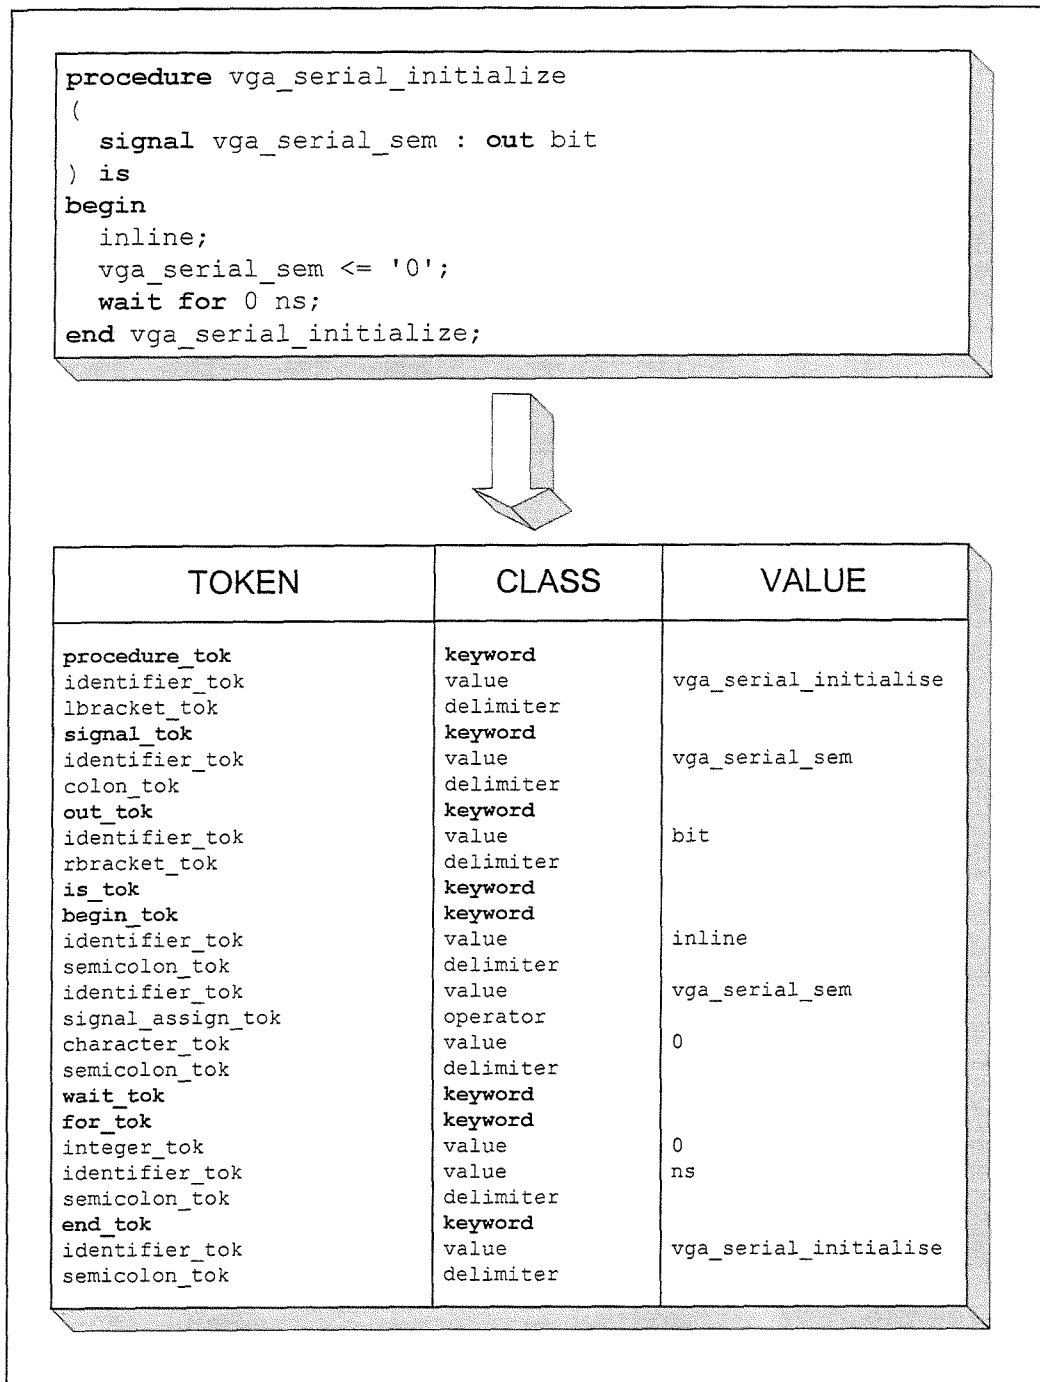 procedure vga_serial_initialize
(
signal vga_serial_sem : out bit
) is
begin
inline;
vga_serial_sem <= '0';
wait for 0 ns;
end vga_serial_initialize;
TOKEN CLASS VALUE
procedure_tok keyword
identifier_tok value vga_serial_initialise
lbracket_tok delimiter
signal_tok keyword
identifier_tok value vga_serial_sem
colon_tok delimiter
out_tok keyword
identifier_tok value bit
rbracket_tok delimiter
is_tok keyword
begin_tok keyword
identifier_tok value inline
semicolon_tok delimiter
identifier_tok value vga_serial_sem
signal_assign_tok operator
character_tok value 0
semicolon_tok delimiter
wait_tok keyword
for_tok keyword
integer_tok value 0
identifier_tok value ns
semicolon_tok delimiter
end_tok keyword
identifier_tok value vga_serial_initialise
semicolon_tok delimiter